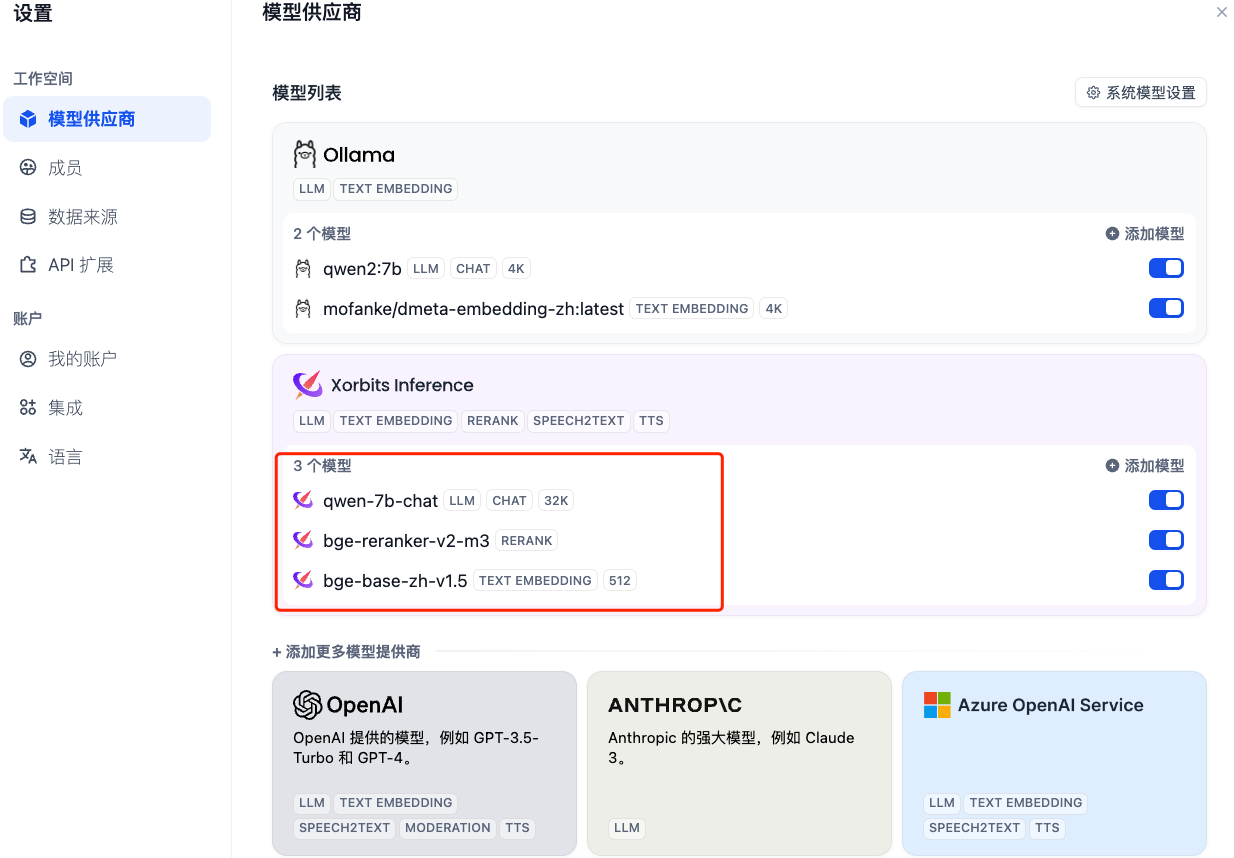 设置
工作空间
模型供应商
成员
数据来源
API 扩展
账户
我的账户
集成
语言
模型供应商
模型列表
系统模型设置
Ollama
LLM TEXT EMBEDDING
2 个模型 添加模型
qwen2:7b LLM CHAT 4K
mofanke/dmeta-embedding-zh:latest TEXT EMBEDDING 4K
Xorbits Inference
LLM TEXT EMBEDDING RERANK SPEECH2TEXT TTS
3 个模型 添加模型
qwen-7b-chat LLM CHAT 32K
bge-reranker-v2-m3 RERANK
bge-base-zh-v1.5 TEXT EMBEDDING 512
+ 添加更多模型提供商
OpenAI
OpenAI 提供的模型，例如 GPT-3.5-
Turbo 和 GPT-4。
LLM TEXT EMBEDDING
SPEECH2TEXT MODERATION TTS
ANTHROP\C
Anthropic 的强大模型，例如 Claude
3。
LLM
Azure OpenAI Service
LLM TEXT EMBEDDING
SPEECH2TEXT TTS